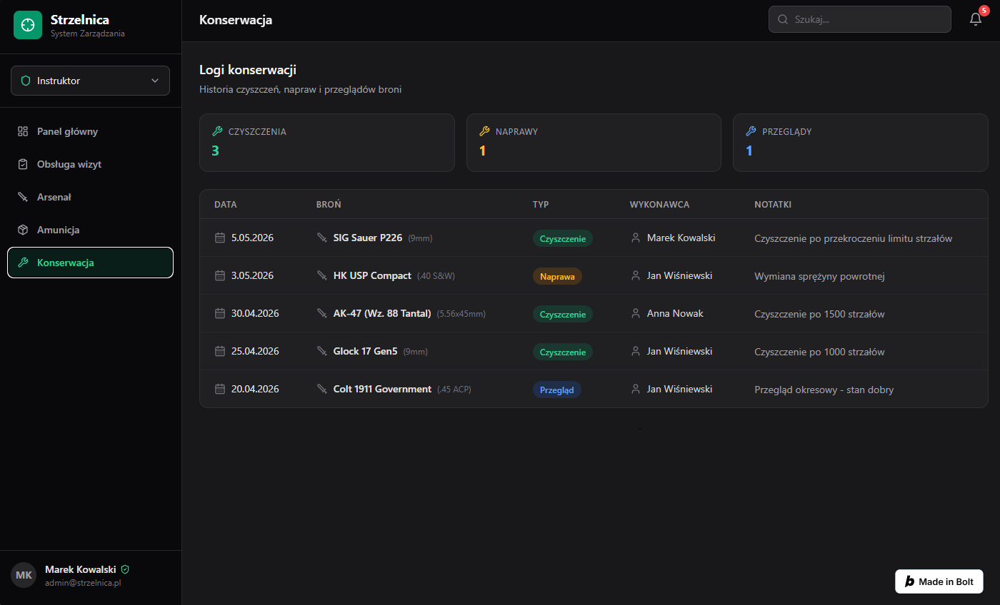 Strzelnica
System Zarządzania
Instruktor
Panel główny
Obsługa wizyt
Arsenał
Amunicja
Konserwacja
MK
Marek Kowalski
admin@strzelnica.pl
Konserwacja
Szukaj...
5
Logi konserwacji
Historia czyszczeń, napraw i przeglądów broni
CZYSZCZENIA
3
NAPRAWY
1
PRZEGLĄDY
1
DATA BROŃ TYP WYKONAWCA NOTATKI
5.05.2026 SIG Sauer P226 (9mm) Czyszczenie Marek Kowalski Czyszczenie po przekroczeniu limitu strzałów
3.05.2026 HK USP Compact (.40 S&W) Naprawa Jan Wiśniewski Wymiana sprężyny powrotnej
30.04.2026 AK-47 (Wz. 88 Tantal) (5.56x45mm) Czyszczenie Anna Nowak Czyszczenie po 1500 strzałów
25.04.2026 Glock 17 Gen5 (9mm) Czyszczenie Jan Wiśniewski Czyszczenie po 1000 strzałów
20.04.2026 Colt 1911 Government (.45 ACP) Przegląd Jan Wiśniewski Przegląd okresowy - stan dobry
b Made in Bolt